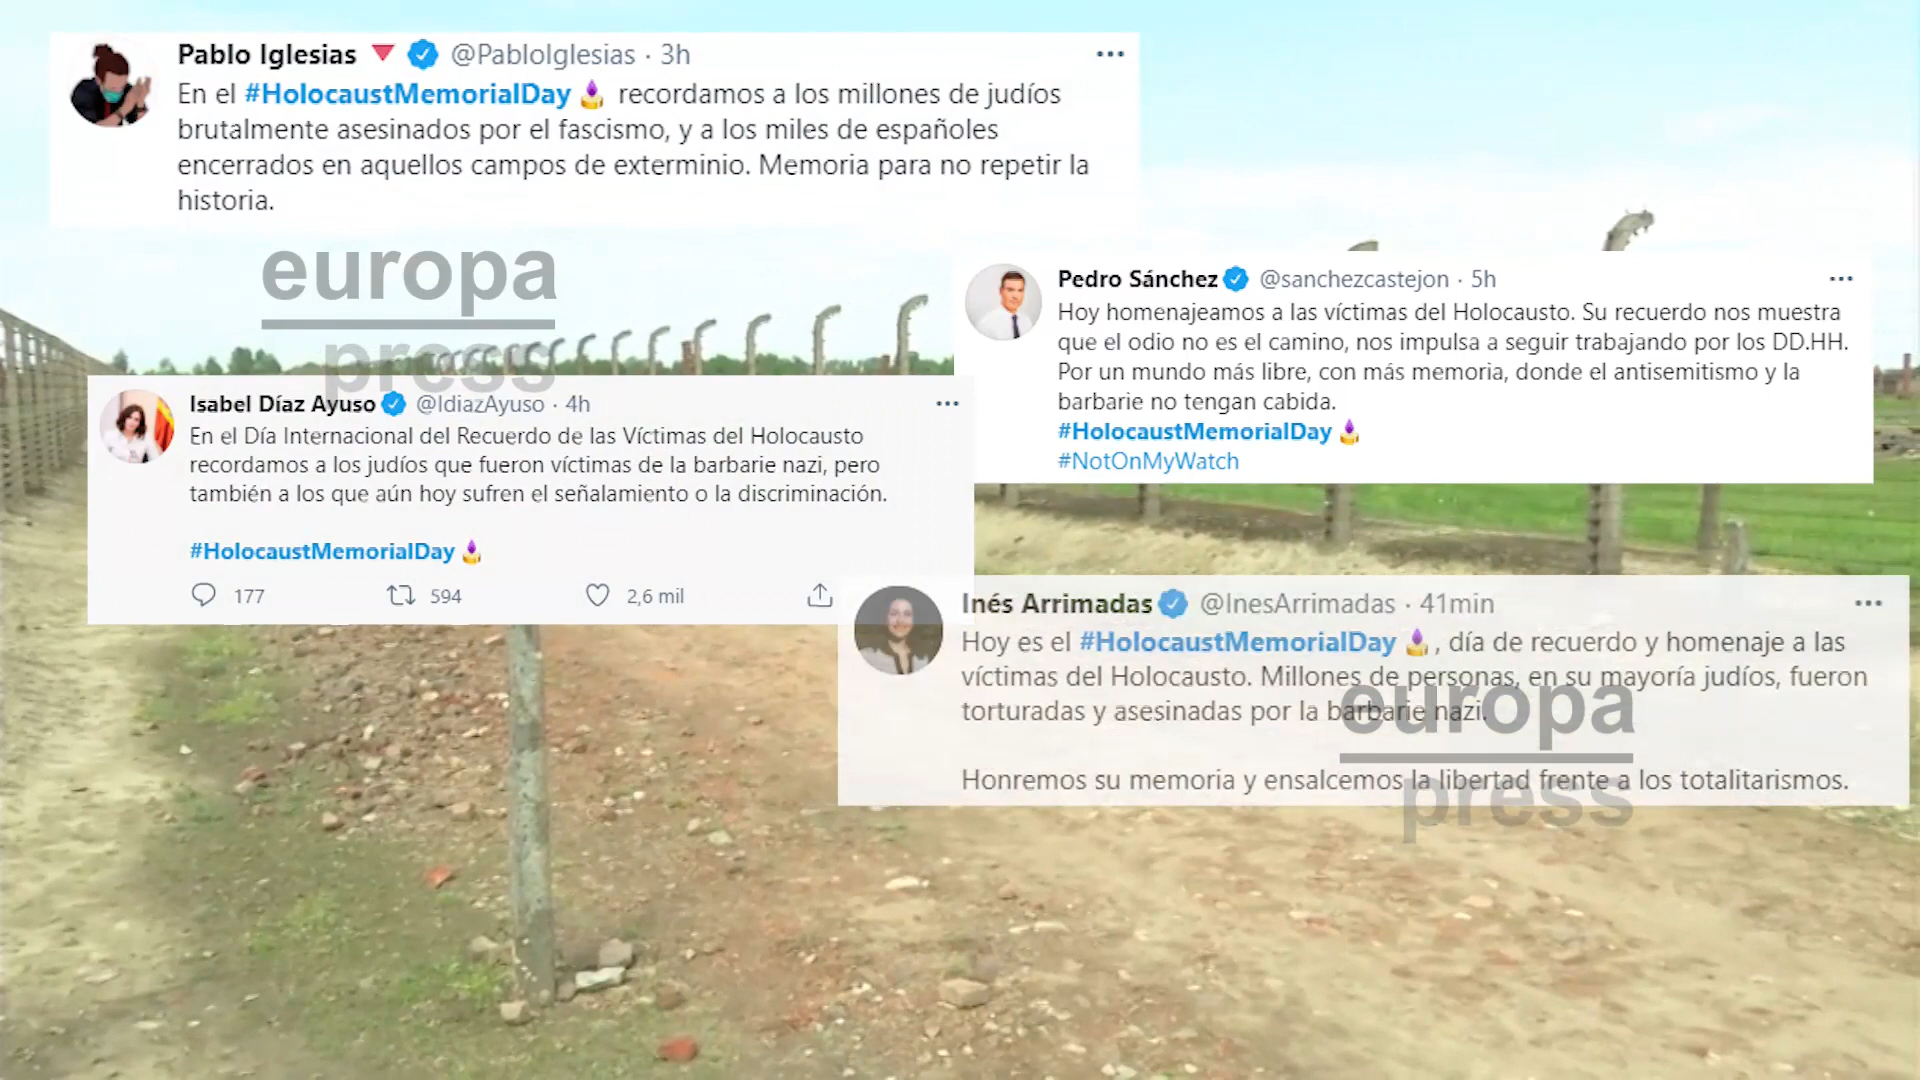 Pablo Iglesias 🔻 @PabloIglesias · 3h
En el #HolocaustMemorialDay recordamos a los millones de judíos
brutalmente asesinados por el fascismo, y a los miles de españoles
encerrados en aquellos campos de exterminio. Memoria para no repetir la
historia.
europa
press
Pedro Sánchez @sanchezcastejon · 5h
Hoy homenajeamos a las víctimas del Holocausto. Su recuerdo nos muestra
que el odio no es el camino, nos impulsa a seguir trabajando por los DD.HH.
Por un mundo más libre, con más memoria, donde el antisemitismo y la
barbarie no tengan cabida.
#HolocaustMemorialDay
#NotOnMyWatch
Isabel Díaz Ayuso @IdiazAyuso · 4h
En el Día Internacional del Recuerdo de las Víctimas del Holocausto
recordamos a los judíos que fueron víctimas de la barbarie nazi, pero
también a los que aún hoy sufren el señalamiento o la discriminación.
#HolocaustMemorialDay
177 594 2,6 mil
Inés Arrimadas @InesArrimadas · 41min
Hoy es el #HolocaustMemorialDay , día de recuerdo y homenaje a las
víctimas del Holocausto. Millones de personas, en su mayoría judíos, fueron
torturadas y asesinadas por la barbarie nazi.
Honremos su memoria y ensalcemos la libertad frente a los totalitarismos.
europa
press